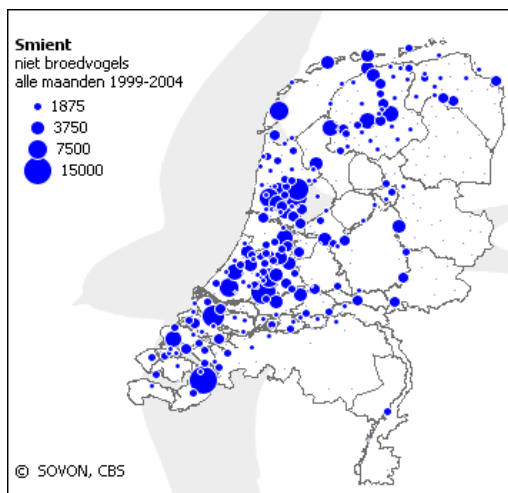 Smient
niet broedvogels
alle maanden 1999-2004
1875
3750
7500
15000
© SOVON, CBS